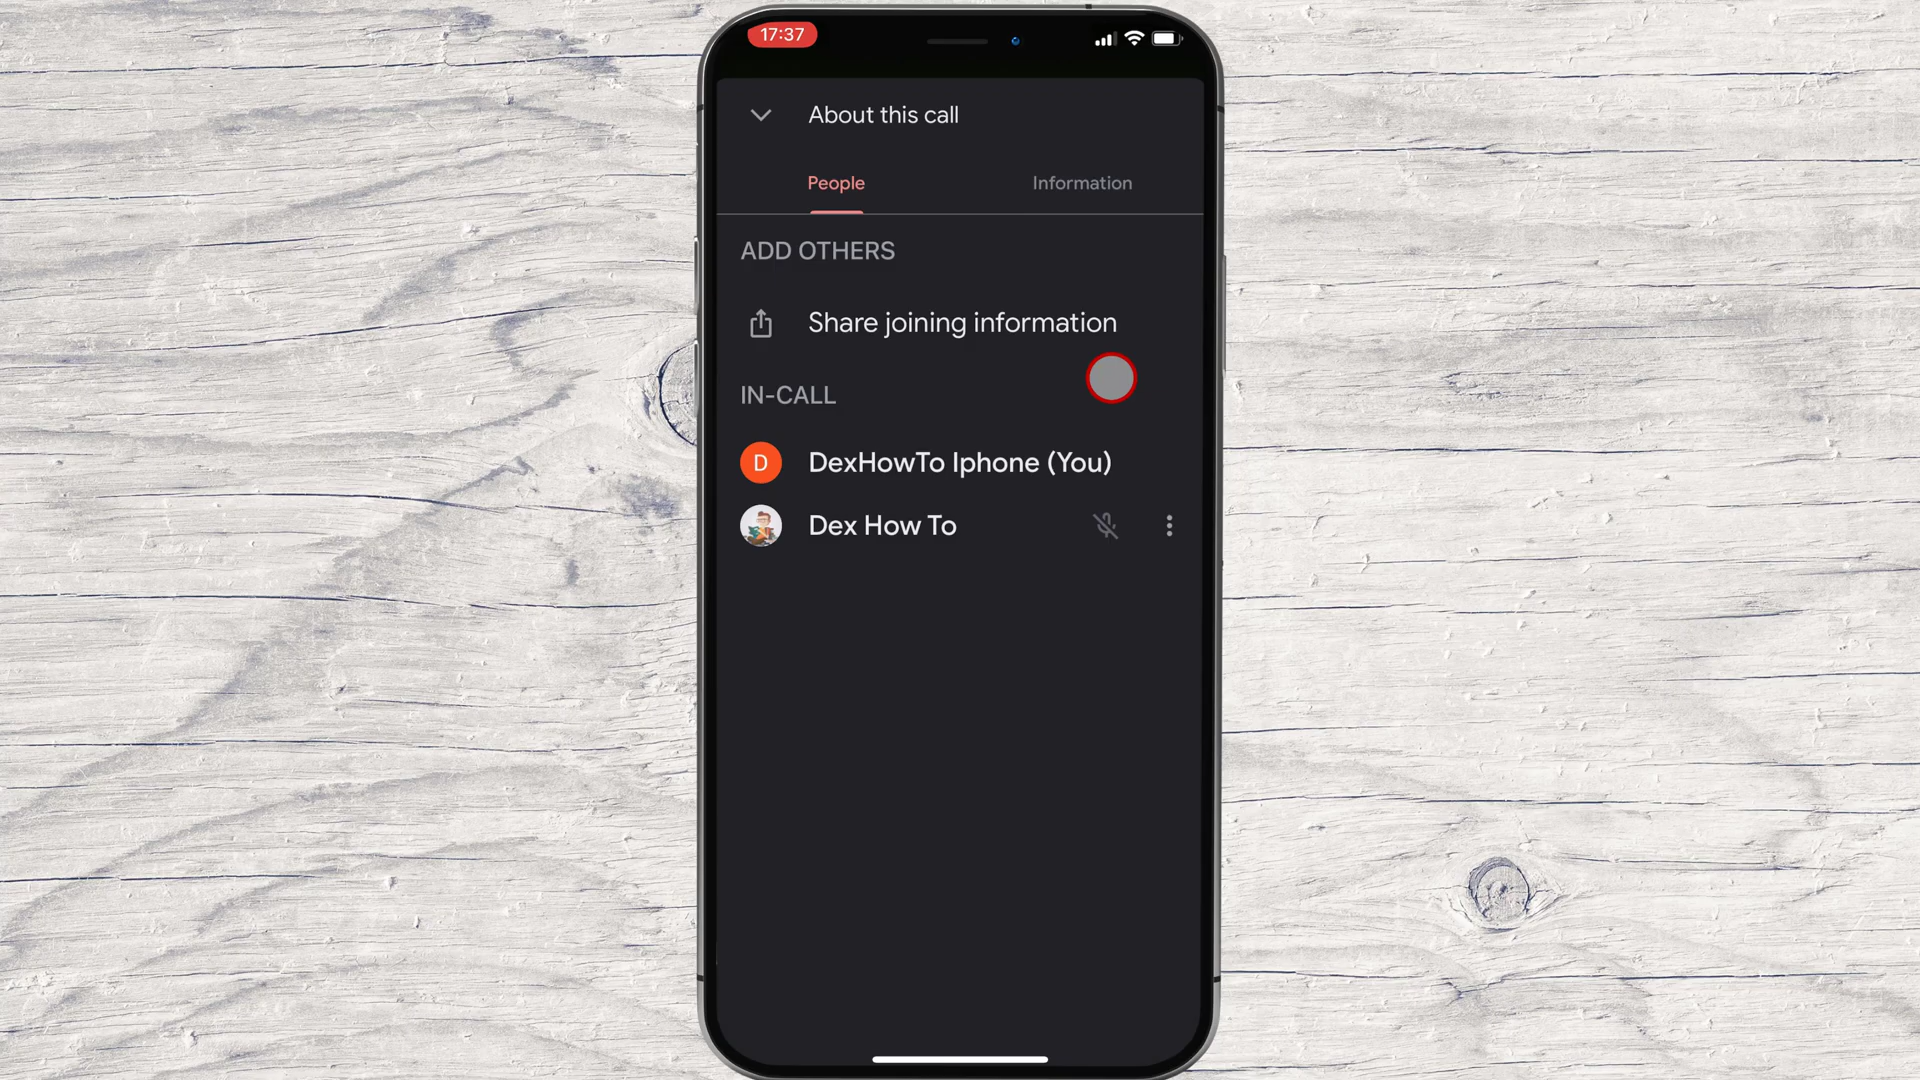 17:37
About this call
People
Information
ADD OTHERS
Share joining information
IN-CALL
D
DexHowTo Iphone (You)
Dex How To